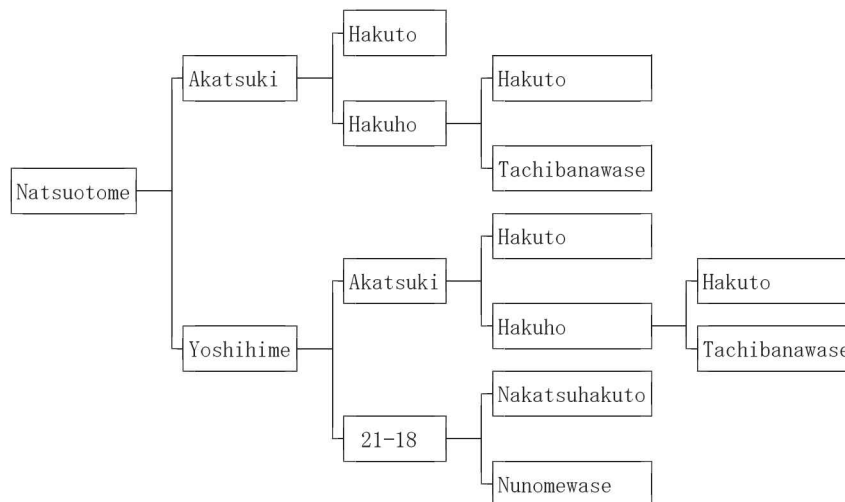 Hakuto
Akatsuki
Hakuto
Hakuho
Tachibanawase
Natsuotome
Hakuto
Akatsuki
Hakuto
Hakuho
Yoshihime
Tachibanawase
Nakatsuhakuto
21-18
Nunomewase